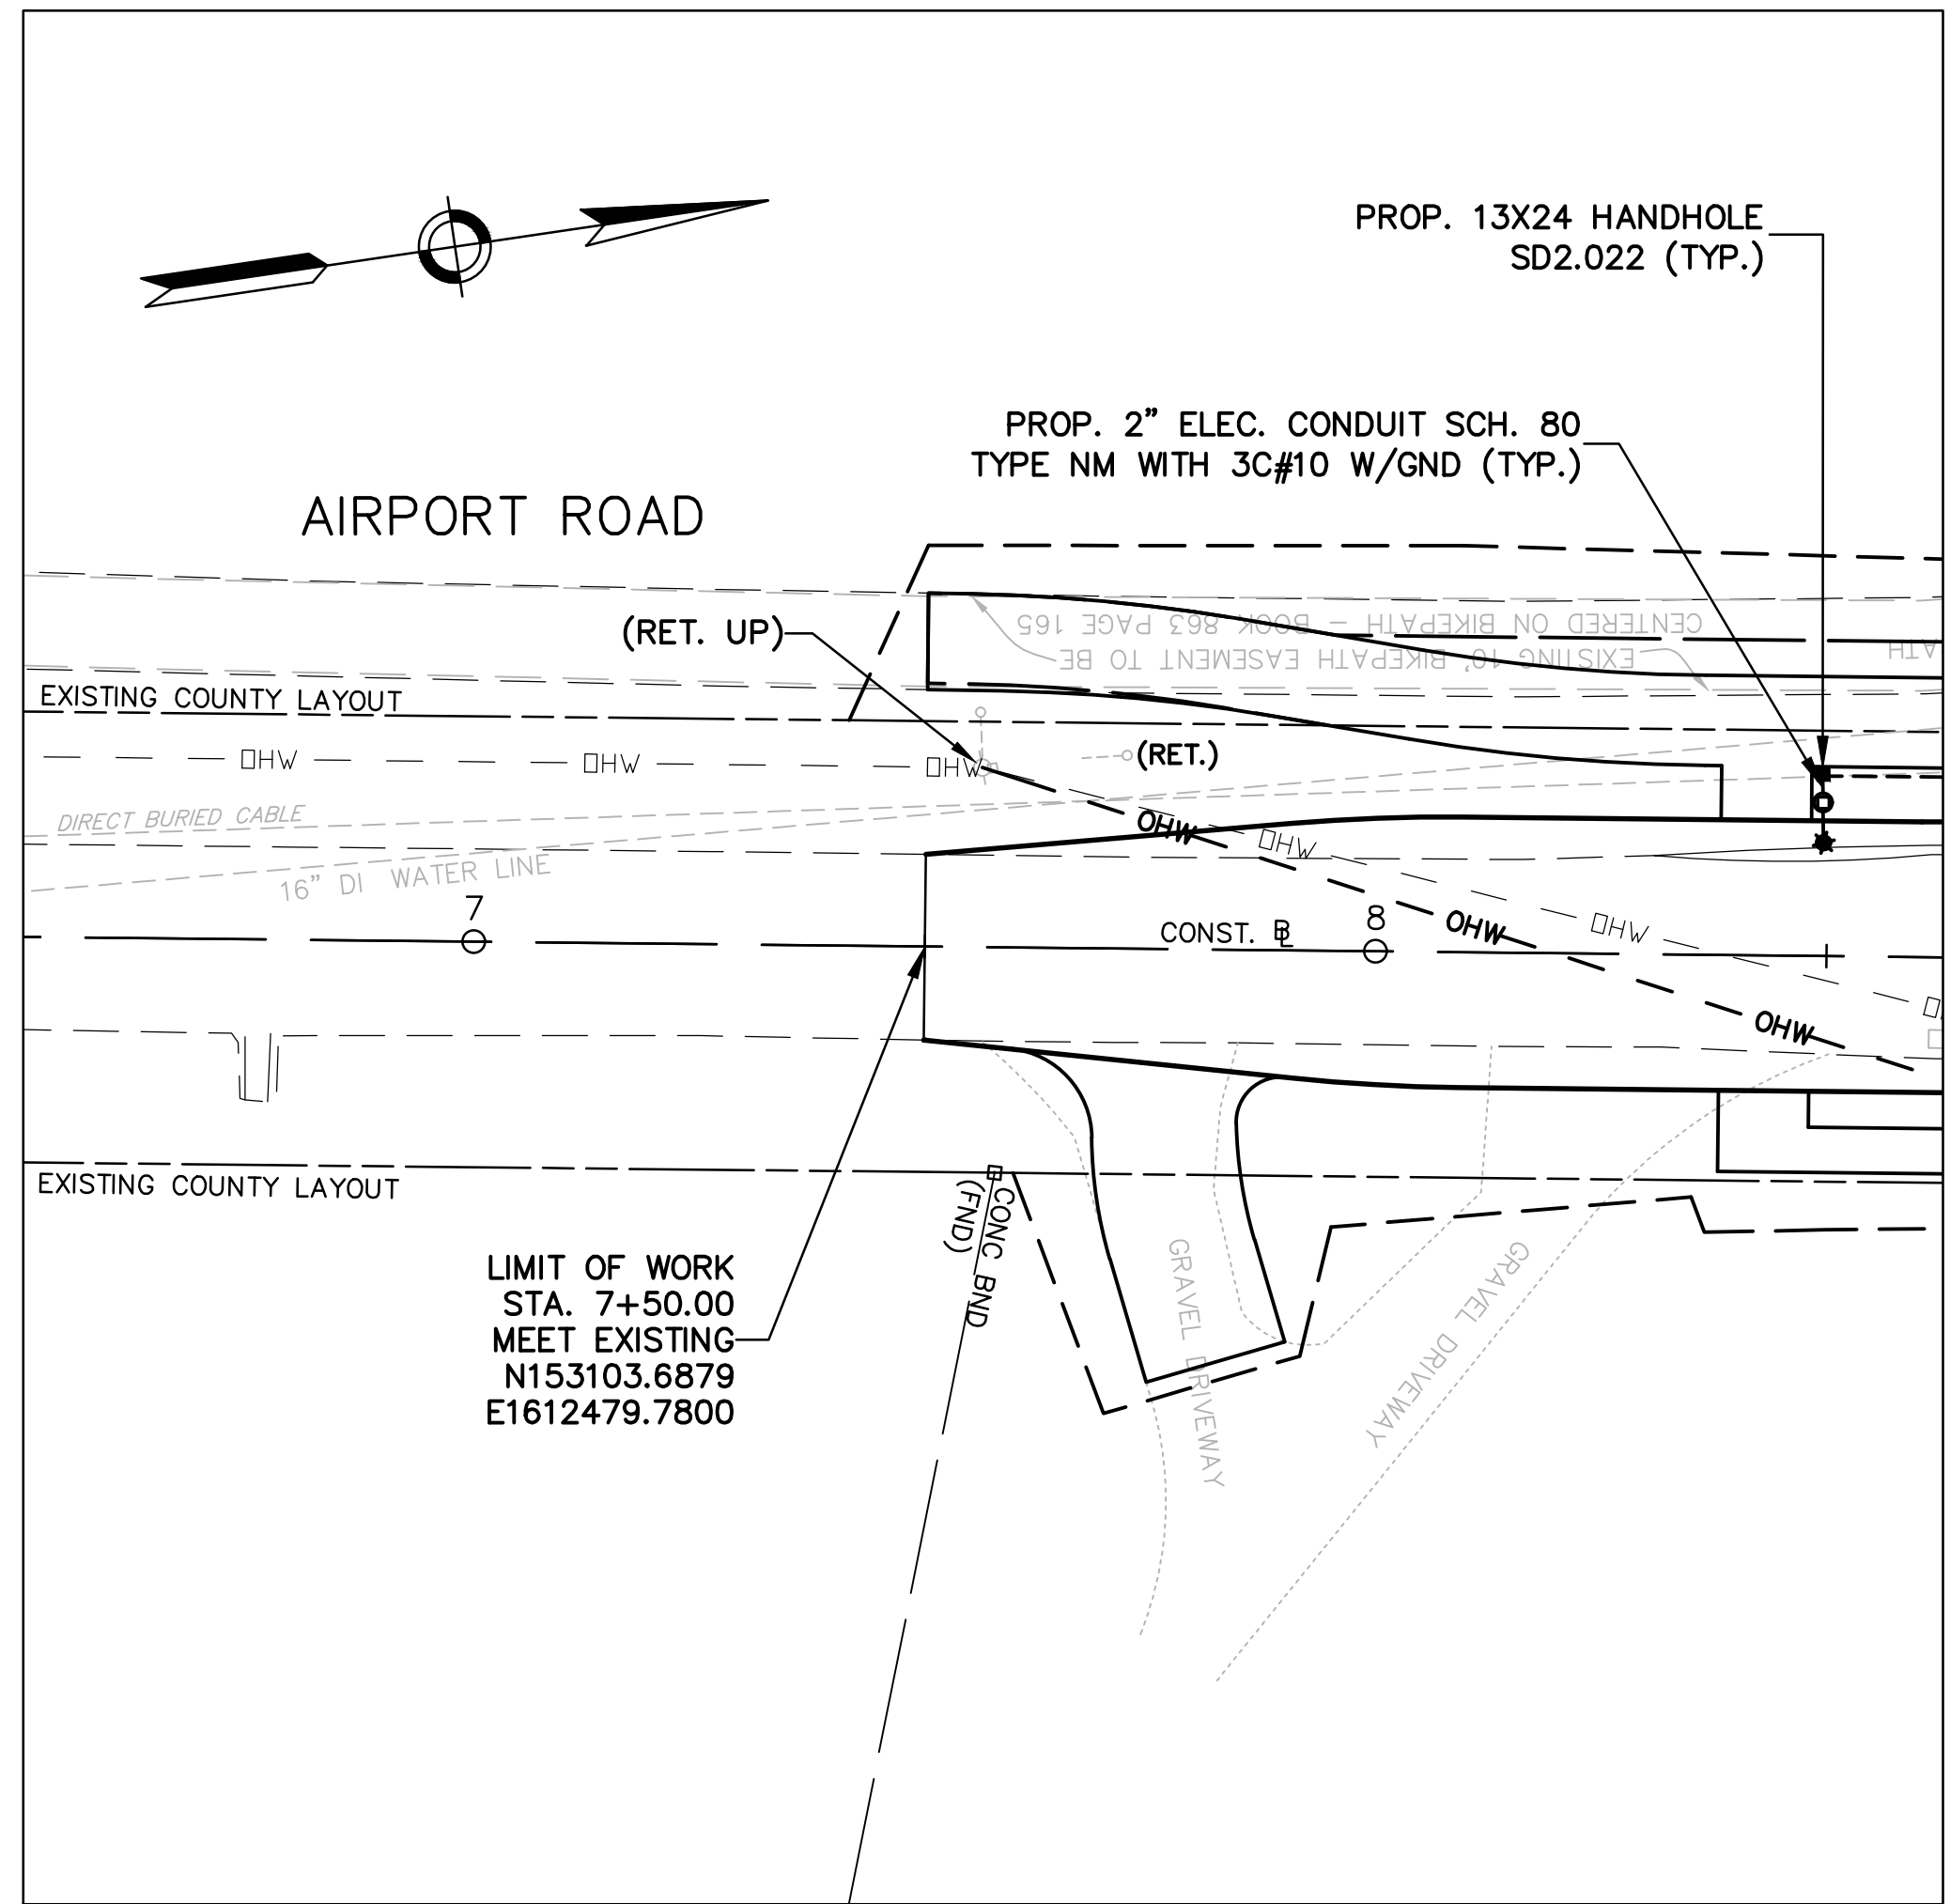 PROP. 13X24 HANDHOLE
SD2.022 (TYP.)
PROP. 2" ELEC. CONDUIT SCH. 80
TYPE NM WITH 3C#10 W/GND (TYP.)
AIRPORT ROAD
(RET. UP)
CENTERED ON BIKEPATH – BOOK 863 PAGE 165
EXISTIING 10' BIKEPATH EASEMENT TO BE
ATH
EXISTING COUNTY LAYOUT
OHW
OHW
OHW
(RET.)
DIRECT BURIED CABLE
OHW
OHW
16" DI WATER LINE
7
CONST. BL
8
OHW
OHW
OHW
EXISTING COUNTY LAYOUT
CONC BND
(FND)
LIMIT OF WORK
STA. 7+50.00
MEET EXISTING
N153103.6879
E1612479.7800
GRAVEL DRIVEWAY
GRAVEL DRIVEWAY